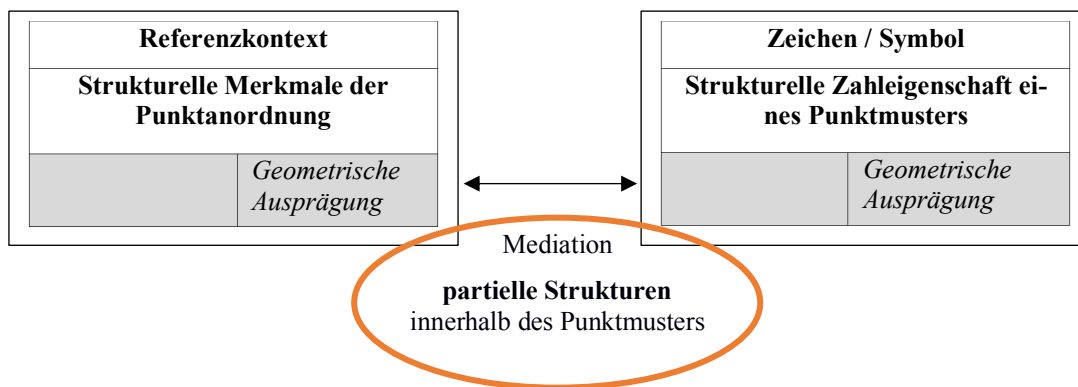 Referenzkontext
Strukturelle Merkmale der
Punktanordnung
Geometrische
Ausprägung
Zeichen / Symbol
Strukturelle Zahleigenschaft ei-
nes Punktmusters
Geometrische
Ausprägung
Mediation
partielle Strukturen
innerhalb des Punktmusters